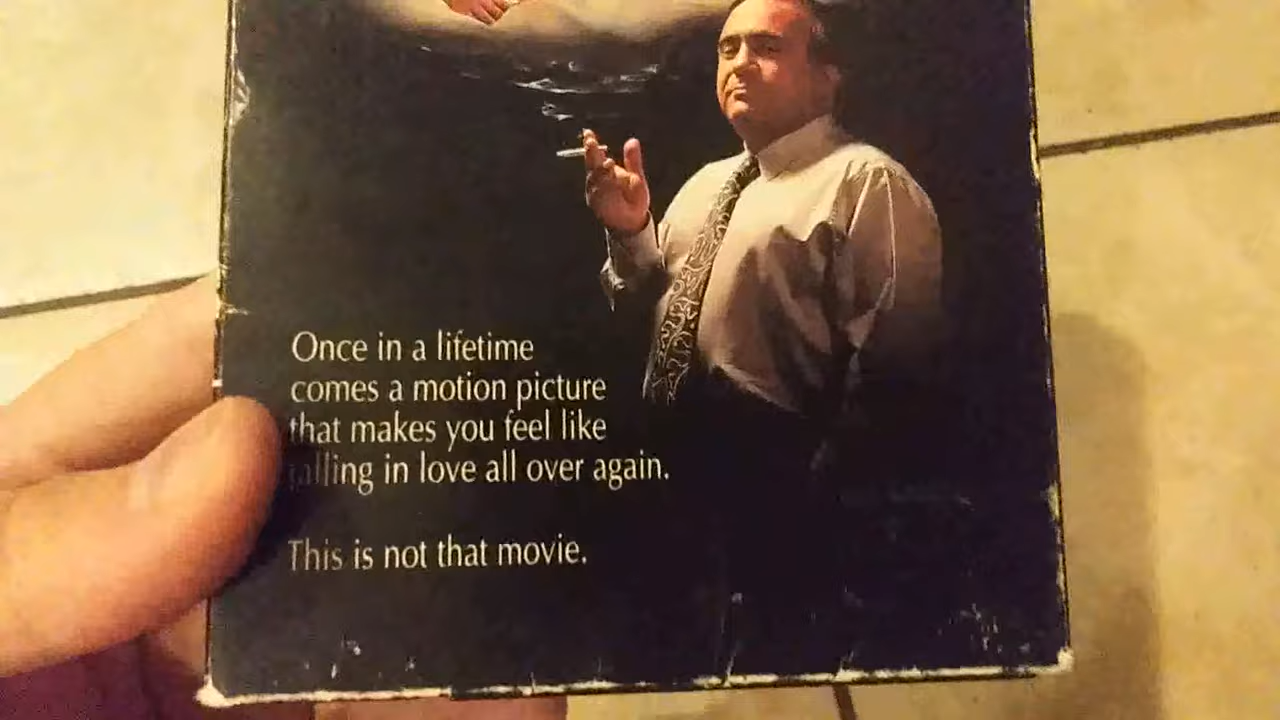 Once in a lifetime
comes a motion picture
that makes you feel like
falling in love all over again.
This is not that movie.